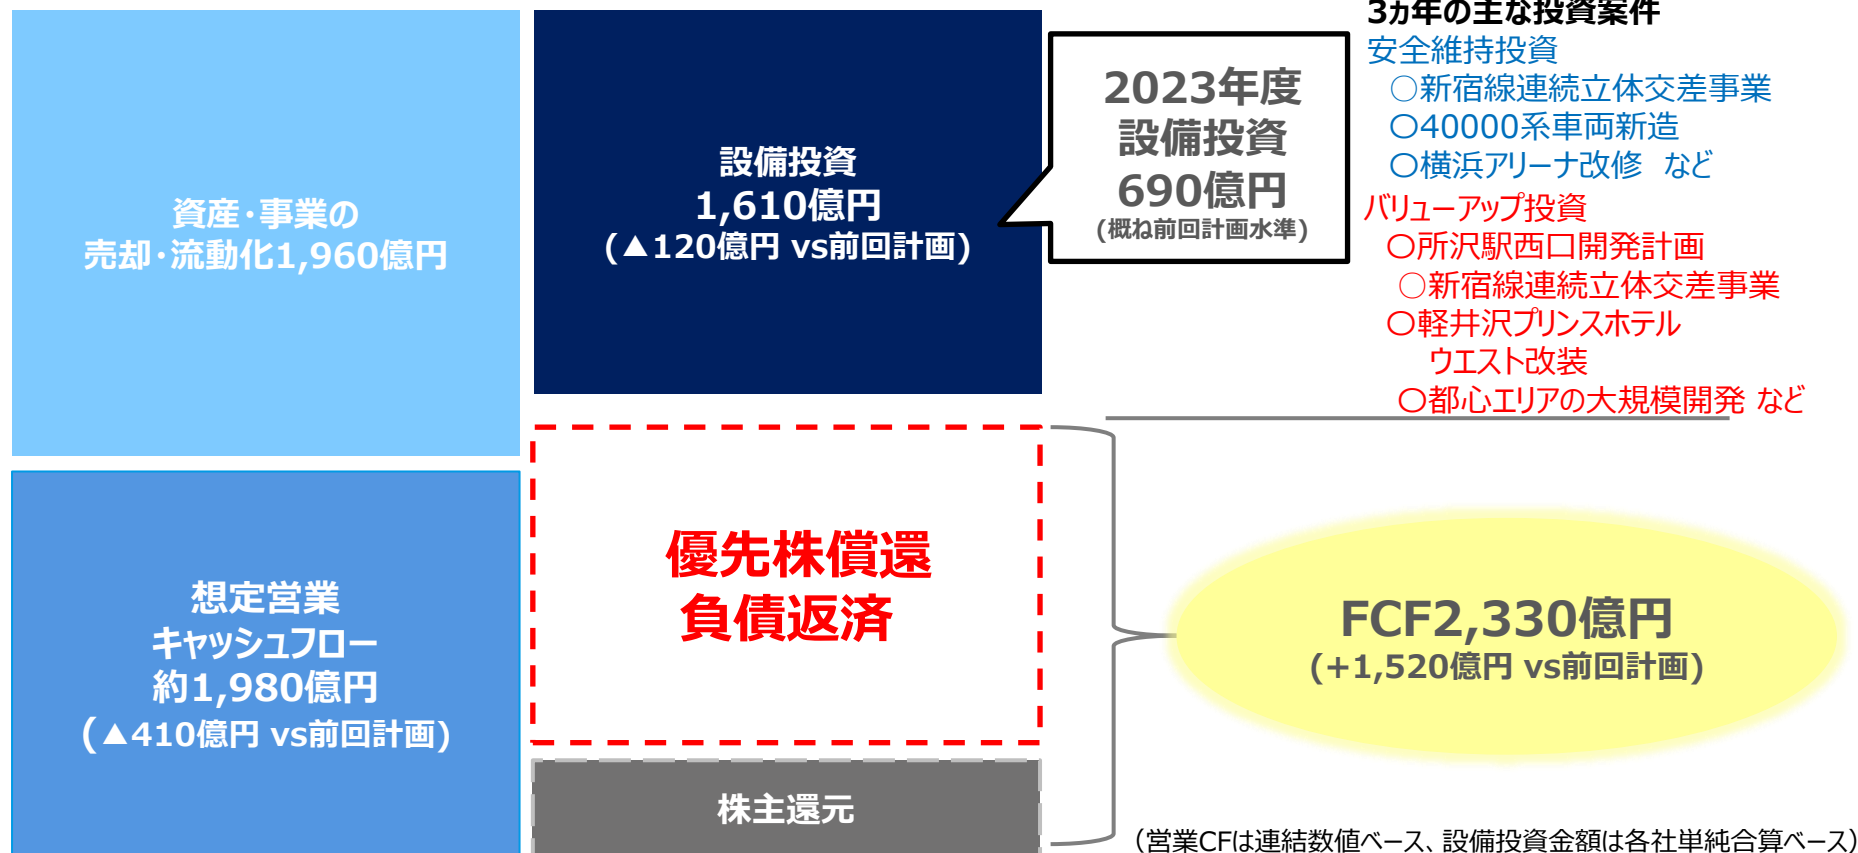 資産・事業の
売却・流動化1,960億円
想定営業
キャッシュフロー
約1,980億円
(▲410億円 vs前回計画)
設備投資
1,610億円
(▲120億円 vs前回計画)
優先株償還
負債返済
株主還元
2023年度
設備投資
690億円
(概ね前回計画水準)
3ヵ年の主な投資案件
安全維持投資
○新宿線連続立体交差事業
〇40000系車両新造
〇横浜アリーナ改修 など
バリューアップ投資
〇所沢駅西口開発計画
○新宿線連続立体交差事業
〇軽井沢プリンスホテル
ウエスト改装
〇都心エリアの大規模開発 など
FCF2,330億円
(+1,520億円 vs前回計画)
（営業CFは連結数値ベース、設備投資金額は各社単純合算ベース）